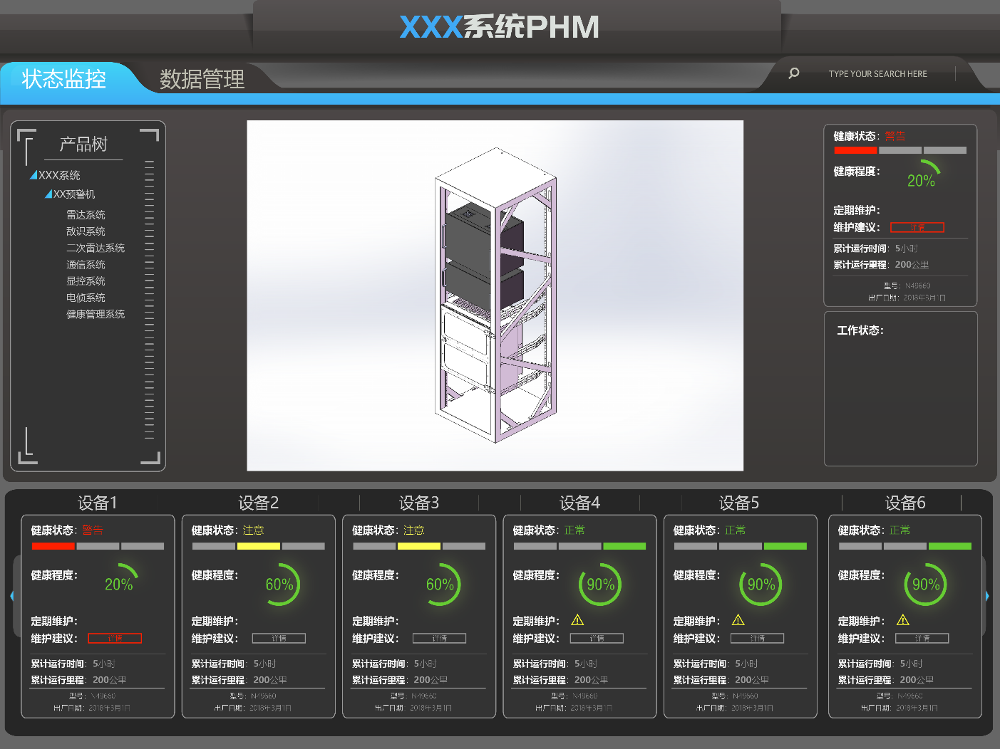 XXX系统PHM
状态监控
数据管理
TYPE YOUR SEARCH HERE
产品树
XXX系统
XX预警机
雷达系统
敌识系统
二次雷达系统
通信系统
显控系统
电侦系统
健康管理系统
健康状态：警告
健康程度：
20%
定期维护：
维护建议：详情
累计运行时间：5小时
累计运行里程：200公里
型号：N49660
出厂日期：2018年3月1日
工作状态：
设备1
健康状态：警告
健康程度：
20%
定期维护：
维护建议：详情
累计运行时间：5小时
累计运行里程：200公里
型号：N49660
出厂日期：2018年3月1日
设备2
健康状态：注意
健康程度：
60%
定期维护：
维护建议：详情
累计运行时间：5小时
累计运行里程：200公里
型号：N49660
出厂日期：2018年3月1日
设备3
健康状态：注意
健康程度：
60%
定期维护：
维护建议：详情
累计运行时间：5小时
累计运行里程：200公里
型号：N49660
出厂日期：2018年3月1日
设备4
健康状态：正常
健康程度：
90%
定期维护：
维护建议：详情
累计运行时间：5小时
累计运行里程：200公里
型号：N49660
出厂日期：2018年3月1日
设备5
健康状态：正常
健康程度：
90%
定期维护：
维护建议：详情
累计运行时间：5小时
累计运行里程：200公里
型号：N49660
出厂日期：2018年3月1日
设备6
健康状态：正常
健康程度：
90%
定期维护：
维护建议：详情
累计运行时间：5小时
累计运行里程：200公里
型号：N49660
出厂日期：2018年3月1日